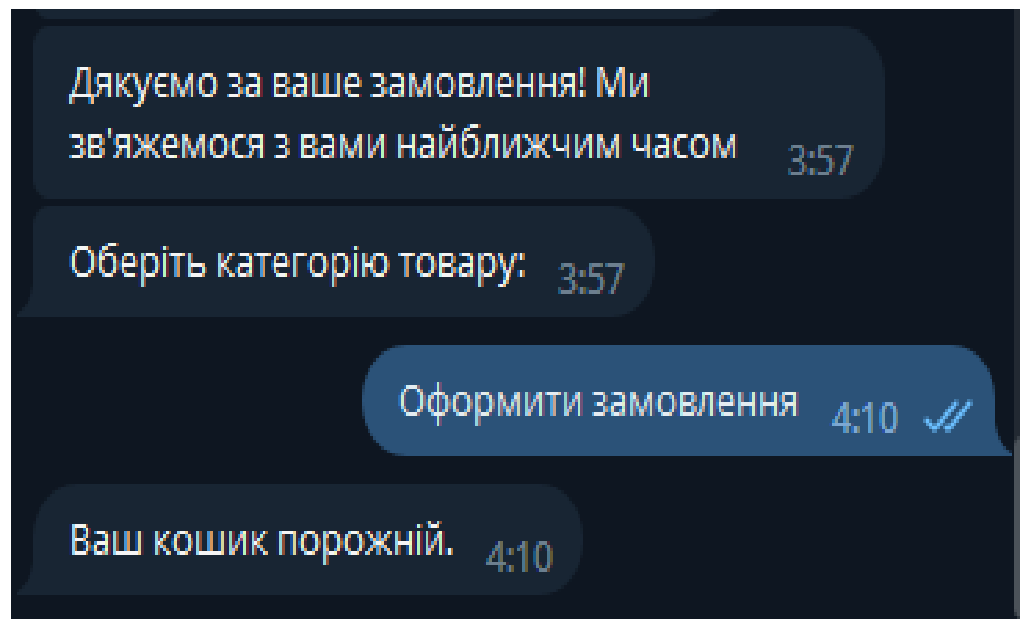 Дякуємо за ваше замовлення! Ми
зв'яжемося з вами найближчим часом 3:57
Оберіть категорію товару: 3:57
Оформити замовлення 4:10
Ваш кошик порожній. 4:10